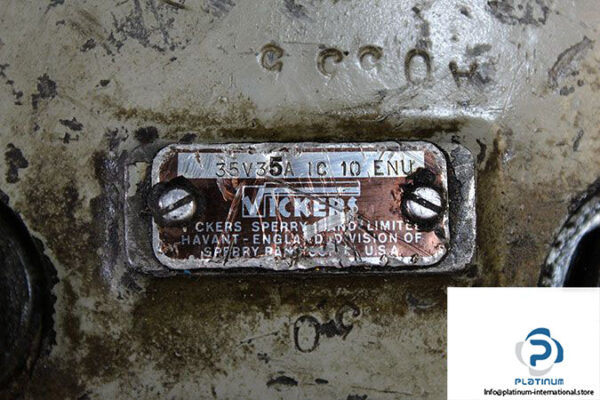 35V35A 1C 10 ENU
VICKERS
VICKERS SPERRY RAND LIMITED
HAVANT-ENGLAND DIVISION OF
SPERRY RAND U.S.A.
PLATINUM
Info@platinum-international.store